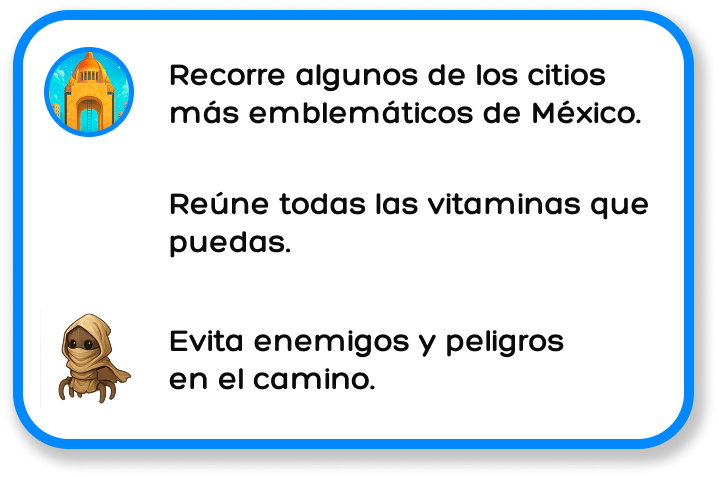 Recorre algunos de los citios
más emblemáticos de México.
Reúne todas las vitaminas que
puedas.
Evita enemigos y peligros
en el camino.